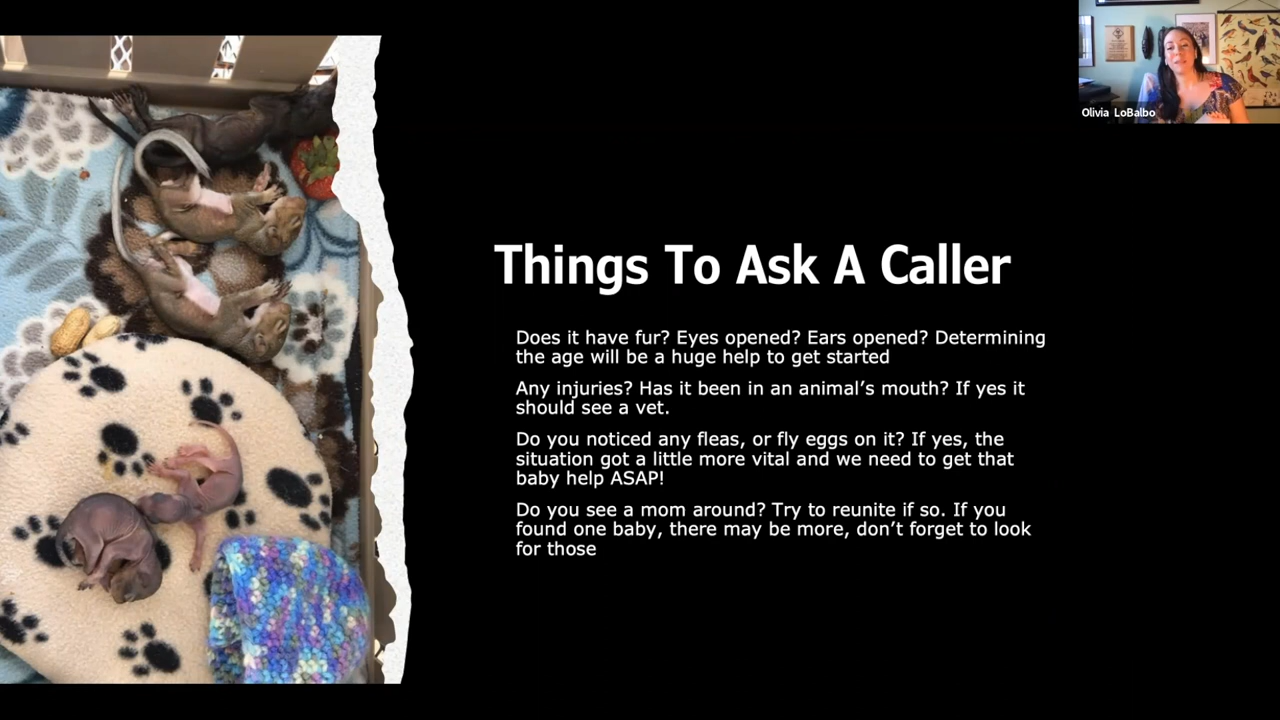 Olivia LoBalbo
Things To Ask A Caller
Does it have fur? Eyes opened? Ears opened? Determining
the age will be a huge help to get started
Any injuries? Has it been in an animal’s mouth? If yes it
should see a vet.
Do you noticed any fleas, or fly eggs on it? If yes, the
situation got a little more vital and we need to get that
baby help ASAP!
Do you see a mom around? Try to reunite if so. If you
found one baby, there may be more, don’t forget to look
for those